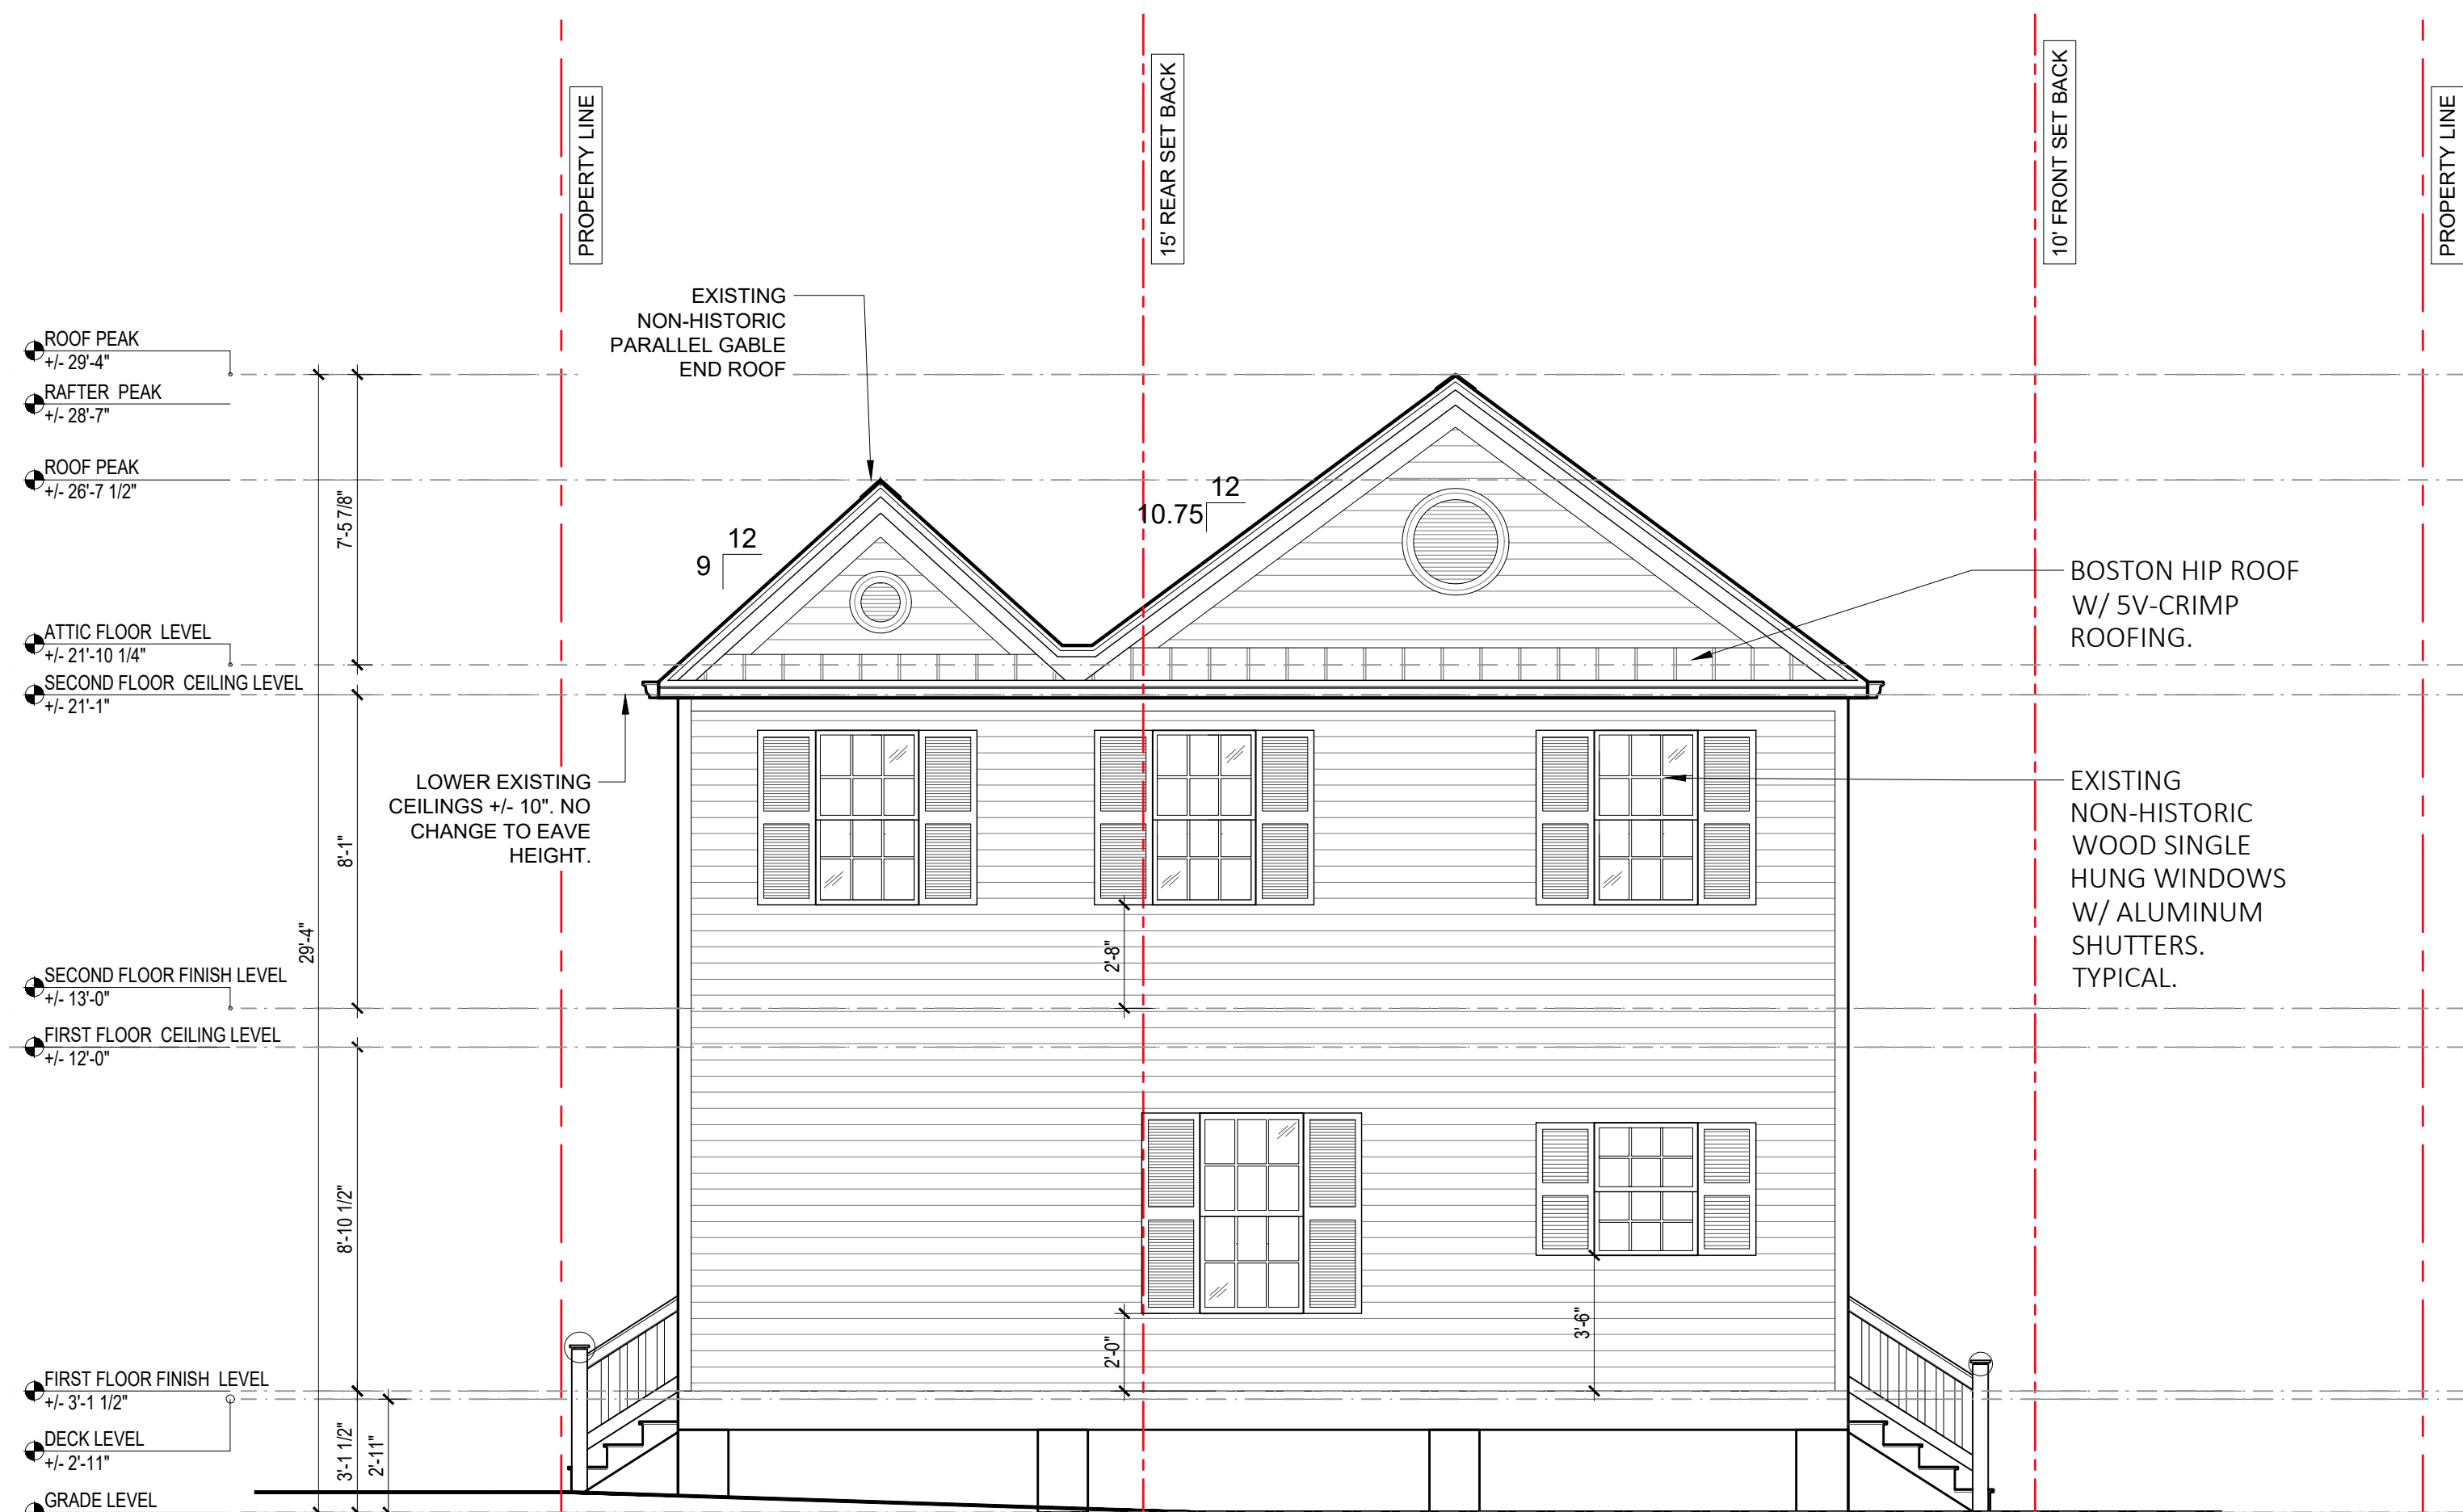 PROPERTY LINE
15' REAR SET BACK
10' FRONT SET BACK
PROPERTY LINE
EXISTING
NON-HISTORIC
PARALLEL GABLE
END ROOF
ROOF PEAK
+/- 29'-4"
RAFTER PEAK
+/- 28'-7"
ROOF PEAK
+/- 26'-7 1/2"
ATTIC FLOOR LEVEL
+/- 21'-10 1/4"
SECOND FLOOR CEILING LEVEL
+/- 21'-1"
SECOND FLOOR FINISH LEVEL
+/- 13'-0"
FIRST FLOOR CEILING LEVEL
+/- 12'-0"
FIRST FLOOR FINISH LEVEL
+/- 3'-1 1/2"
DECK LEVEL
+/- 2'-11"
GRADE LEVEL
29'-4"
7'-5 7/8"
8'-1"
8'-10 1/2"
3'-1 1/2"
2'-11"
12
9
12
10.75
LOWER EXISTING
CEILINGS +/- 10". NO
CHANGE TO EAVE
HEIGHT.
2'-8"
2'-0"
3'-6"
BOSTON HIP ROOF
W/ 5V-CRIMP
ROOFING.
EXISTING
NON-HISTORIC
WOOD SINGLE
HUNG WINDOWS
W/ ALUMINUM
SHUTTERS.
TYPICAL.